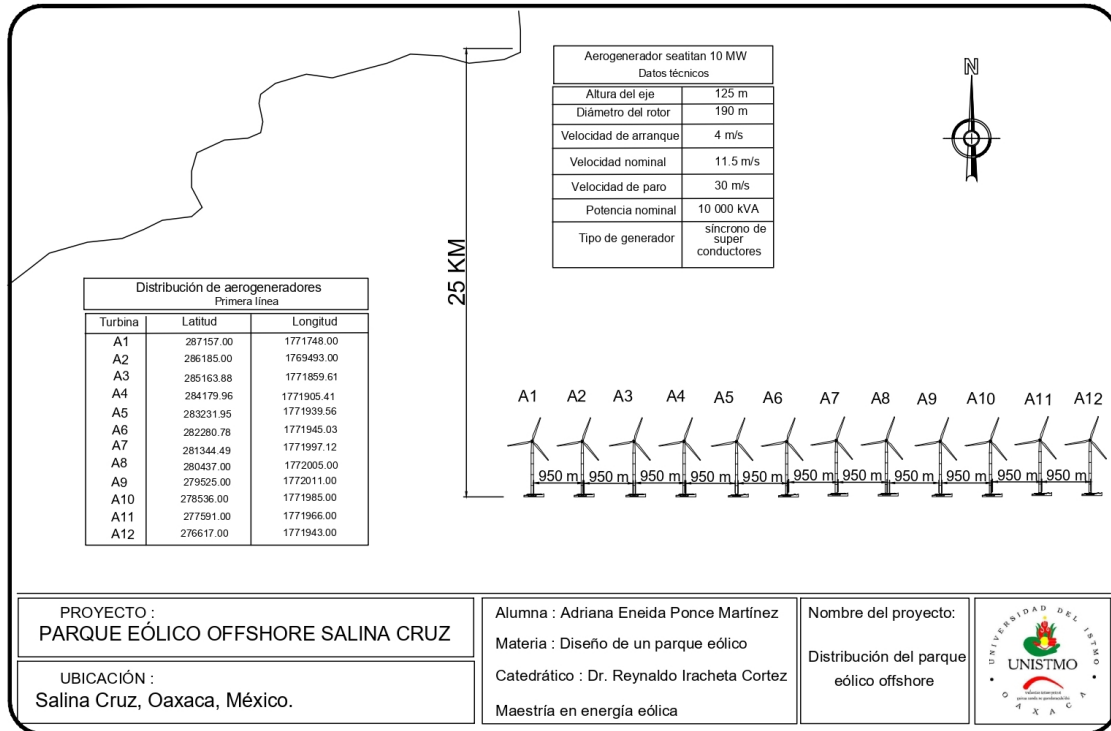 Aerogenerador seatitan 10 MW
Datos técnicos
Altura del eje 125 m
Diámetro del rotor 190 m
Velocidad de arranque 4 m/s
Velocidad nominal 11.5 m/s
Velocidad de paro 30 m/s
Potencia nominal 10 000 kVA
Tipo de generador síncrono de
super
conductores
N
25 KM
Distribución de aerogeneradores
Primera línea
Turbina Latitud Longitud
A1 287157.00 1771748.00
A2 286185.00 1769493.00
A3 285163.88 1771859.61
A4 284179.96 1771905.41
A5 283231.95 1771939.56
A6 282280.78 1771945.03
A7 281344.49 1771997.12
A8 280437.00 1772005.00
A9 279525.00 1772011.00
A10 278536.00 1771985.00
A11 277591.00 1771966.00
A12 276617.00 1771943.00
A1 A2 A3 A4 A5 A6 A7 A8 A9 A10 A11 A12
950 m 950 m 950 m 950 m 950 m 950 m 950 m 950 m 950 m 950 m 950 m
PROYECTO :
PARQUE EÓLICO OFFSHORE SALINA CRUZ
UBICACIÓN :
Salina Cruz, Oaxaca, México.
Alumna : Adriana Eneida Ponce Martínez
Materia : Diseño de un parque eólico
Catedrático : Dr. Reynaldo Iracheta Cortez
Maestría en energía eólica
Nombre del proyecto:
Distribución del parque
eólico offshore
UNIVERSIDAD DEL ISTMO
UNISTMO
OAXACA